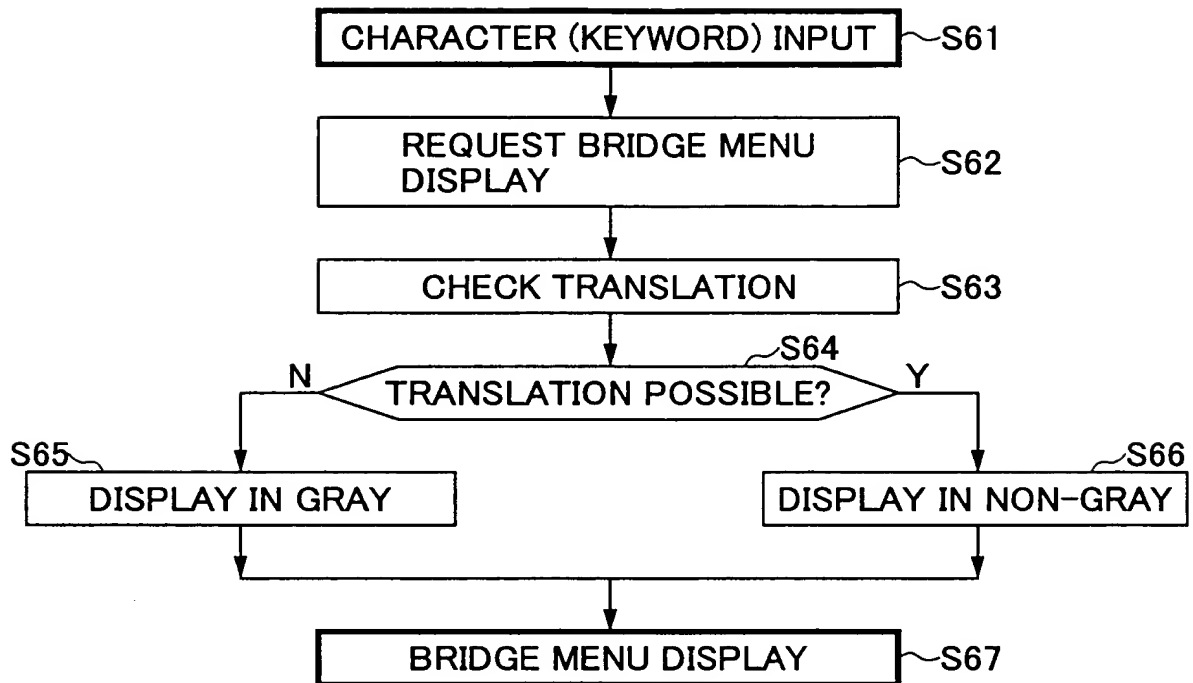 CHARACTER (KEYWORD) INPUT
S61
REQUEST BRIDGE MENU
DISPLAY
S62
CHECK TRANSLATION
S63
S64
N
TRANSLATION POSSIBLE?
Y
S65
DISPLAY IN GRAY
S66
DISPLAY IN NON-GRAY
BRIDGE MENU DISPLAY
S67